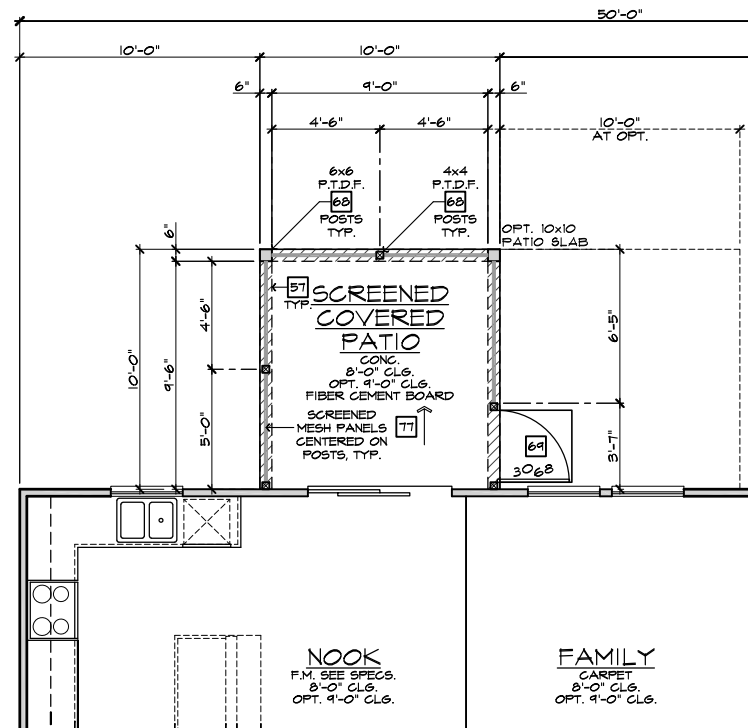 50'-0"
10'-0"
10'-0"
6"
9'-0"
6"
4'-6"
4'-6"
10'-0"
AT OPT.
6x6
P.T.D.F.
68
POSTS
TYP.
4x4
P.T.D.F.
68
POSTS
TYP.
OPT. 10x10
PATIO SLAB
6"
10'-0"
9'-6"
4'-6"
5'-0"
57
TYP.
SCREENED
COVERED
PATIO
CONC.
8'-0" CLG.
OPT. 9'-0" CLG.
FIBER CEMENT BOARD
SCREENED
MESH PANELS
CENTERED ON
POSTS, TYP.
77
6'-5"
3'-7"
69
3068
NOOK
F.M. SEE SPECS.
8'-0" CLG.
OPT. 9'-0" CLG.
FAMILY
CARPET
8'-0" CLG.
OPT. 9'-0" CLG.